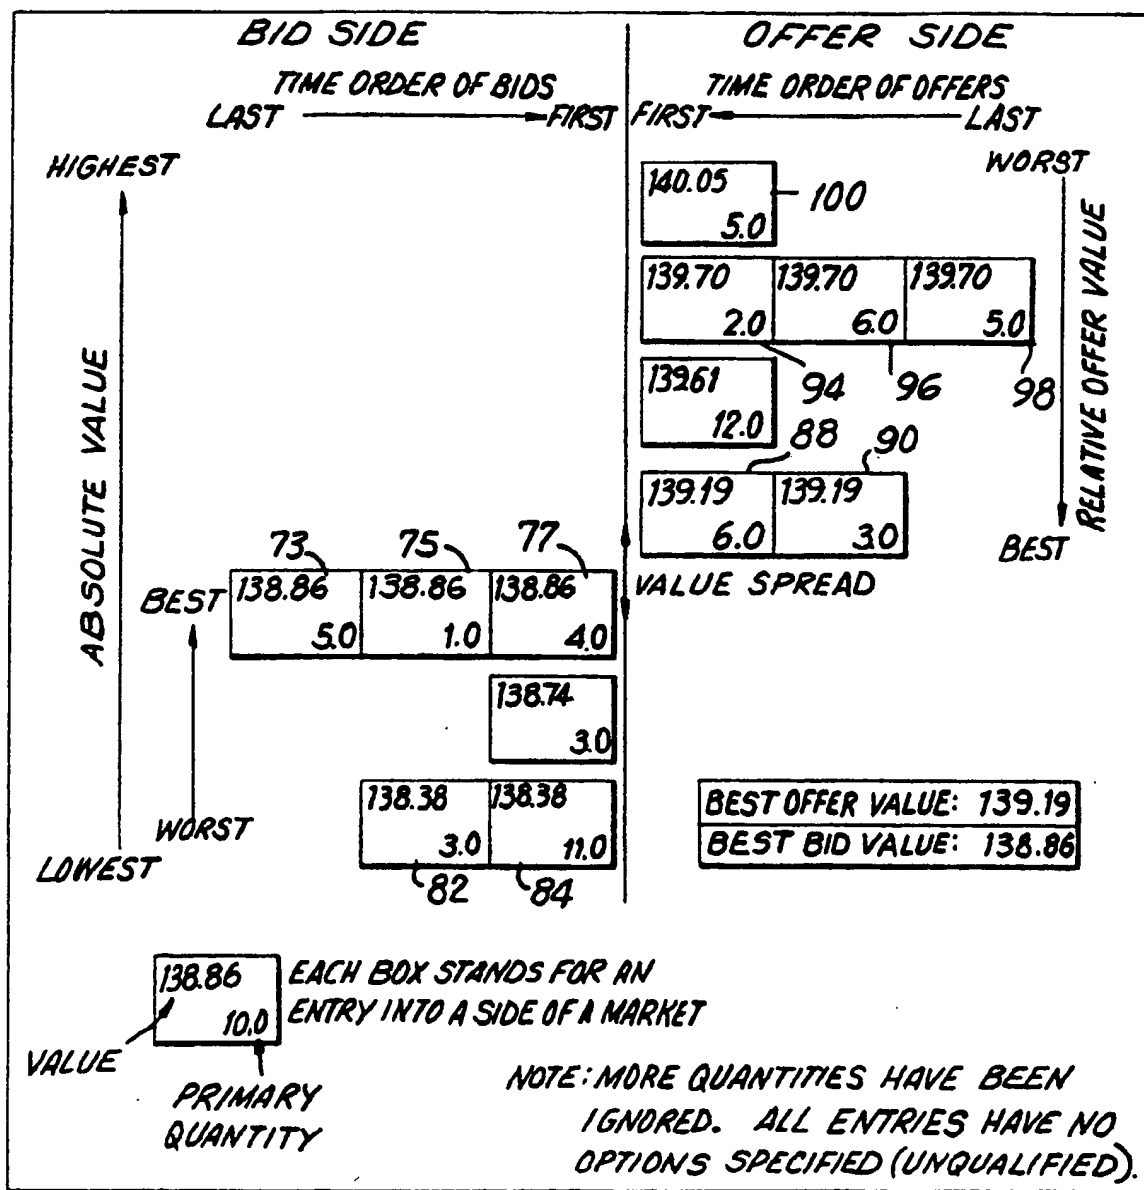 BID SIDE
OFFER SIDE
TIME ORDER OF BIDS
LAST FIRST
TIME ORDER OF OFFERS
FIRST LAST
HIGHEST
ABSOLUTE VALUE
LOWEST
WORST
RELATIVE OFFER VALUE
BEST
140.05
5.0
100
139.70 139.70 139.70
2.0 6.0 5.0
94 96 98
139.61
12.0
88 90
139.19 139.19
6.0 3.0
VALUE SPREAD
73 75 77
BEST
138.86 138.86 138.86
5.0 1.0 4.0
138.74
3.0
WORST
138.38 138.38
3.0 11.0
82 84
BEST OFFER VALUE: 139.19
BEST BID VALUE: 138.86
138.86
10.0
EACH BOX STANDS FOR AN
ENTRY INTO A SIDE OF A MARKET
VALUE
PRIMARY
QUANTITY
NOTE: MORE QUANTITIES HAVE BEEN
IGNORED. ALL ENTRIES HAVE NO
OPTIONS SPECIFIED (UNQUALIFIED).